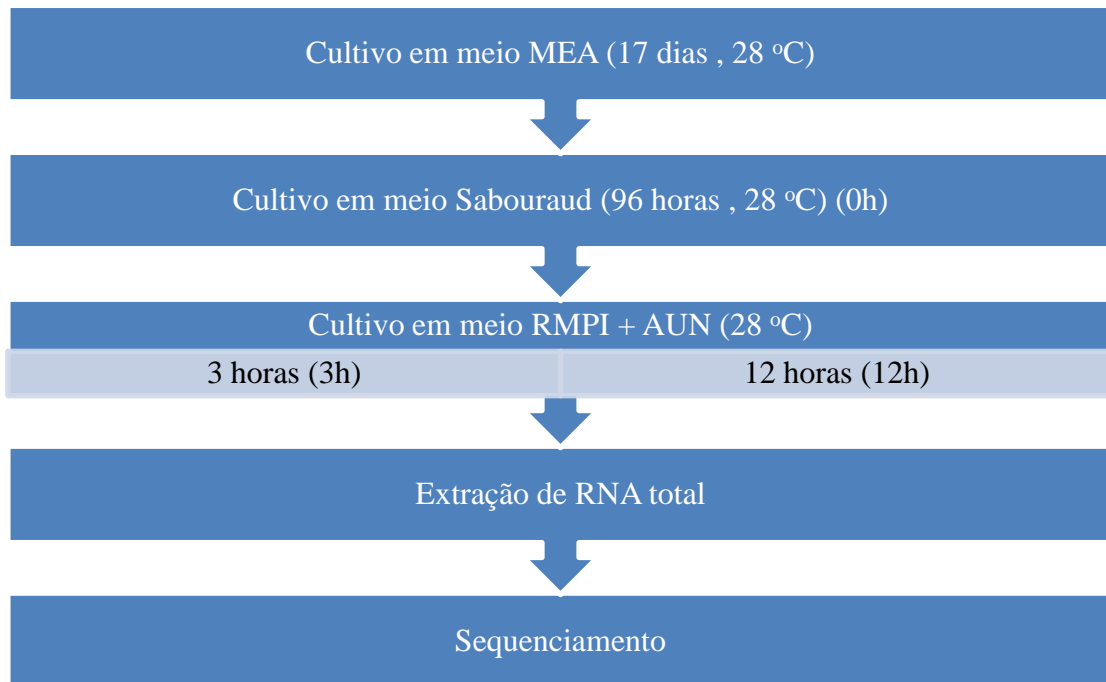 Cultivo em meio MEA (17 dias , 28 ºC)
Cultivo em meio Sabouraud (96 horas , 28 ºC) (0h)
Cultivo em meio RMPI + AUN (28 ºC)
3 horas (3h)
12 horas (12h)
Extração de RNA total
Sequenciamento